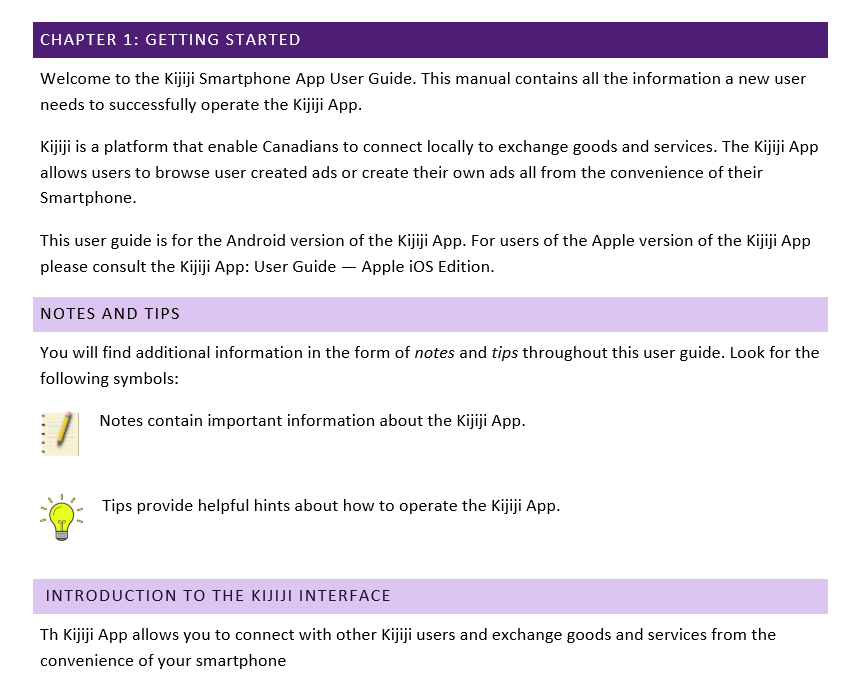 CHAPTER 1: GETTING STARTED
Welcome to the Kijiji Smartphone App User Guide. This manual contains all the information a new user
needs to successfully operate the Kijiji App.
Kijiji is a platform that enable Canadians to connect locally to exchange goods and services. The Kijiji App
allows users to browse user created ads or create their own ads all from the convenience of their
Smartphone.
This user guide is for the Android version of the Kijiji App. For users of the Apple version of the Kijiji App
please consult the Kijiji App: User Guide — Apple iOS Edition.
NOTES AND TIPS
You will find additional information in the form of notes and tips throughout this user guide. Look for the
following symbols:
Notes contain important information about the Kijiji App.
Tips provide helpful hints about how to operate the Kijiji App.
INTRODUCTION TO THE KIJIJI INTERFACE
Th Kijiji App allows you to connect with other Kijiji users and exchange goods and services from the
convenience of your smartphone